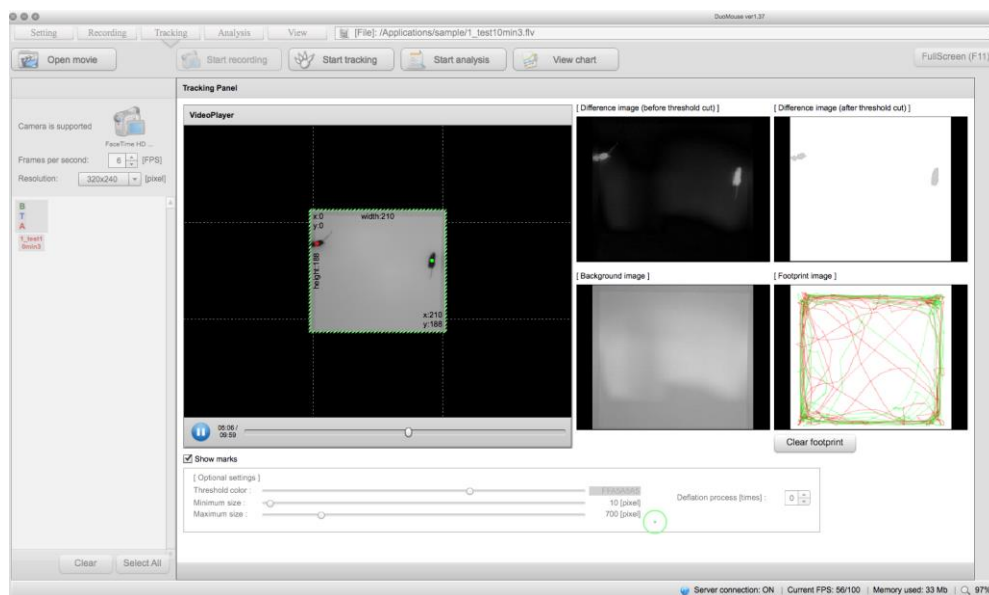 DuoMouse ver1.37
Setting Recording Tracking Analysis View [File]: /Applications/sample/1_test10min3.flv
Open movie Start recording Start tracking Start analysis View chart FullScreen (F11)
Tracking Panel
VideoPlayer
[ Difference image (before threshold cut) ] [ Difference image (after threshold cut) ]
Camera is supported
FaceTime HD ...
Frames per second: 6 [FPS]
Resolution: 320x240 [pixel]
B
T
A
1_test1
0min3
x:0 width:210
y:0
height:186
x:210
y:186
[ Background image ] [ Footprint image ]
05:06 /
09:59
Clear footprint
Show marks
[ Optional settings ]
Threshold color : FFA5A5A5
Minimum size : 10 [pixel]
Maximum size : 700 [pixel]
Deflation process [times] : 0
Clear Select All
Server connection: ON | Current FPS: 56/100 | Memory used: 33 Mb | 97%